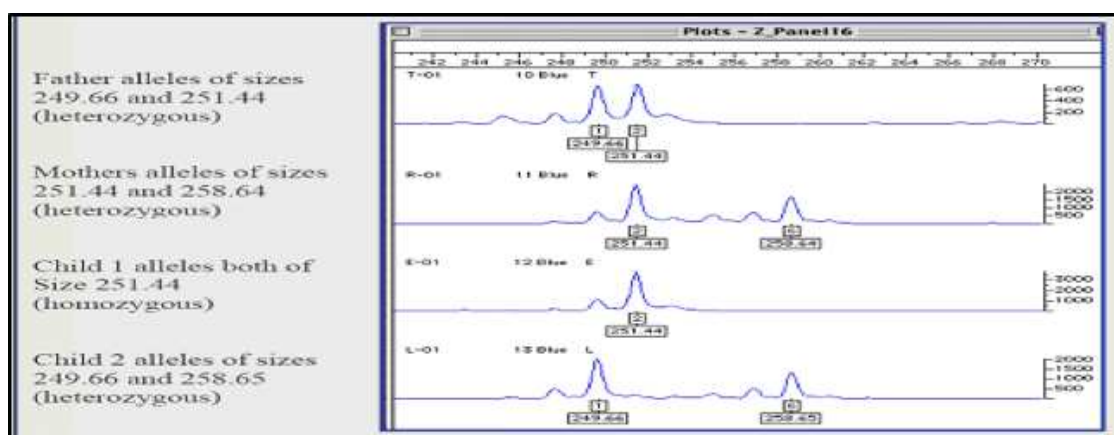 Plots - Z_Panel16
242 244 246 248 250 252 254 256 258 260 262 264 266 268 270
Father alleles of sizes
249.66 and 251.44
(heterozygous)
T-01 10 Blue T
600
400
200
1 2
249.66
251.44
Mothers alleles of sizes
251.44 and 258.64
(heterozygous)
R-01 11 Blue R
2000
1500
1000
500
2 6
251.44 258.64
Child 1 alleles both of
Size 251.44
(homozygous)
E-01 12 Blue E
3000
2000
1000
2
251.44
Child 2 alleles of sizes
249.66 and 258.65
(heterozygous)
L-01 13 Blue L
2000
1500
1000
500
1 6
249.66 258.65